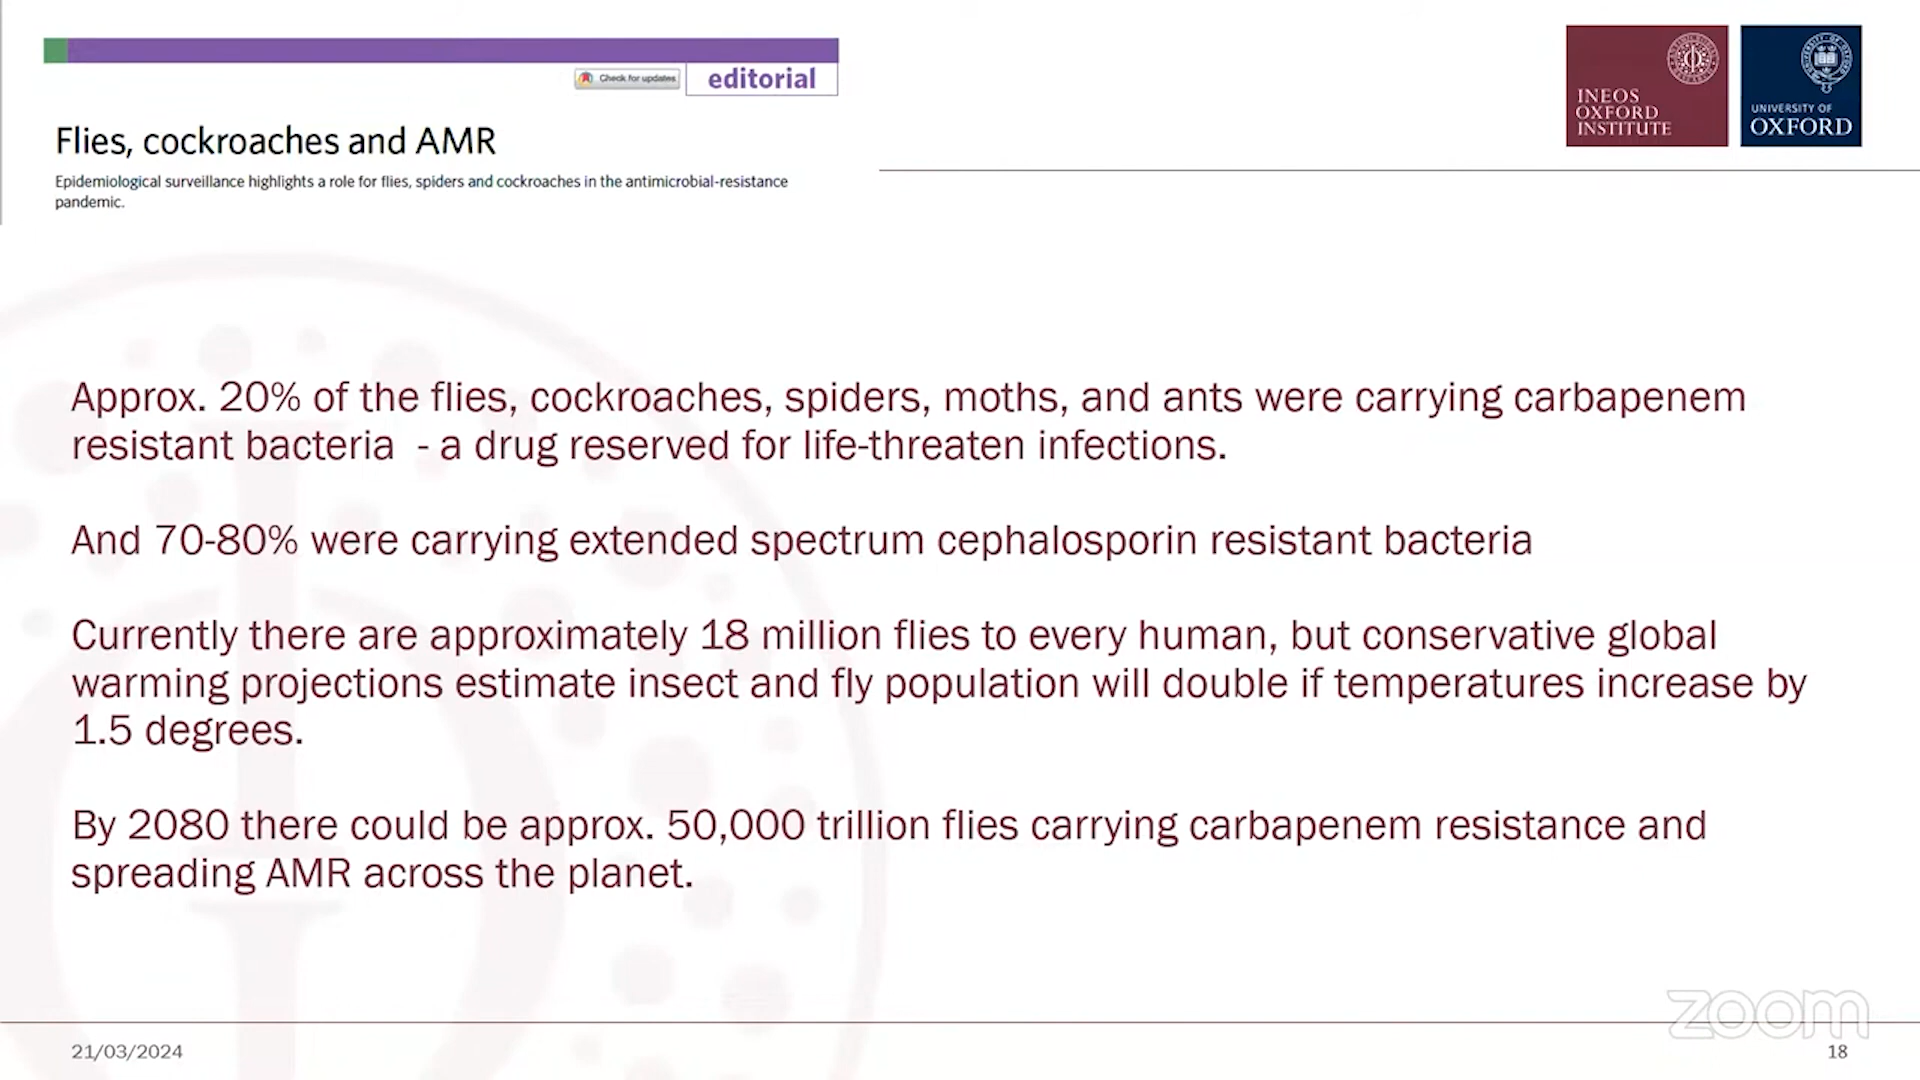 Check for updates
editorial
INEOS
OXFORD
INSTITUTE
UNIVERSITY OF
OXFORD
Flies, cockroaches and AMR
Epidemiological surveillance highlights a role for flies, spiders and cockroaches in the antimicrobial-resistance
pandemic.
Approx. 20% of the flies, cockroaches, spiders, moths, and ants were carrying carbapenem
resistant bacteria  - a drug reserved for life-threaten infections.
And 70-80% were carrying extended spectrum cephalosporin resistant bacteria
Currently there are approximately 18 million flies to every human, but conservative global
warming projections estimate insect and fly population will double if temperatures increase by
1.5 degrees.
By 2080 there could be approx. 50,000 trillion flies carrying carbapenem resistance and
spreading AMR across the planet.
zoom
21/03/2024
18